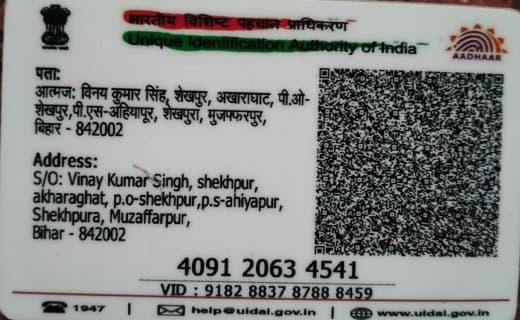 भारतीय विशिष्ट पहचान प्राधिकरण
Unique Identification Authority of India
AADHAAR
पता:
आत्मज: विनय कुमार सिंह, शेखपुर, अखाराघाट, पी.ओ-
शेखपुर,पी.एस-अहियापूर, शेखपुरा, मुजफ्फरपुर,
बिहार - 842002
Address:
S/O: Vinay Kumar Singh, shekhpur,
akharaghat, p.o-shekhpur,p.s-ahiyapur,
Shekhpura, Muzaffarpur,
Bihar - 842002
4091 2063 4541
VID : 9182 8837 8788 8459
1947 | help@uidai.gov.in | www.uidai.gov.in